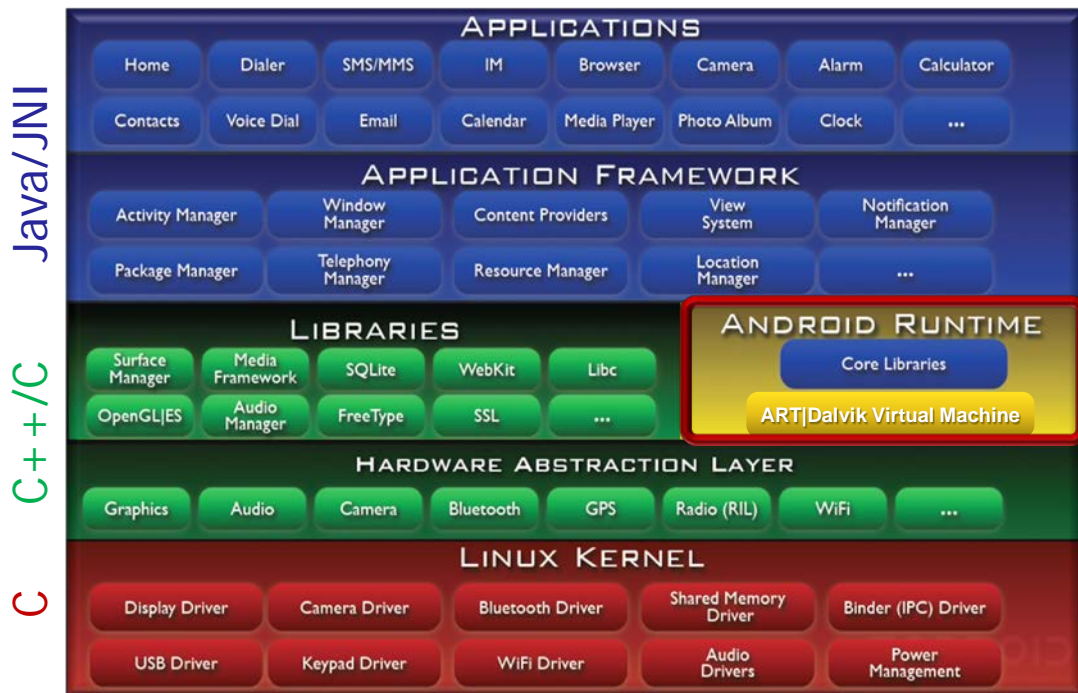 APPLICATIONS
Home Dialer SMS/MMS IM Browser Camera Alarm Calculator
Contacts Voice Dial Email Calendar Media Player Photo Album Clock ...
Java/JNI
APPLICATION FRAMEWORK
Activity Manager Window Manager Content Providers View System Notification Manager
Package Manager Telephony Manager Resource Manager Location Manager ...
LIBRARIES
Surface Manager Media Framework SQLite WebKit Libc
OpenGL|ES Audio Manager FreeType SSL ...
ANDROID RUNTIME
Core Libraries
ART|Dalvik Virtual Machine
C++/C
HARDWARE ABSTRACTION LAYER
Graphics Audio Camera Bluetooth GPS Radio (RIL) WiFi ...
C
LINUX KERNEL
Display Driver Camera Driver Bluetooth Driver Shared Memory Driver Binder (IPC) Driver
USB Driver Keypad Driver WiFi Driver Audio Drivers Power Management